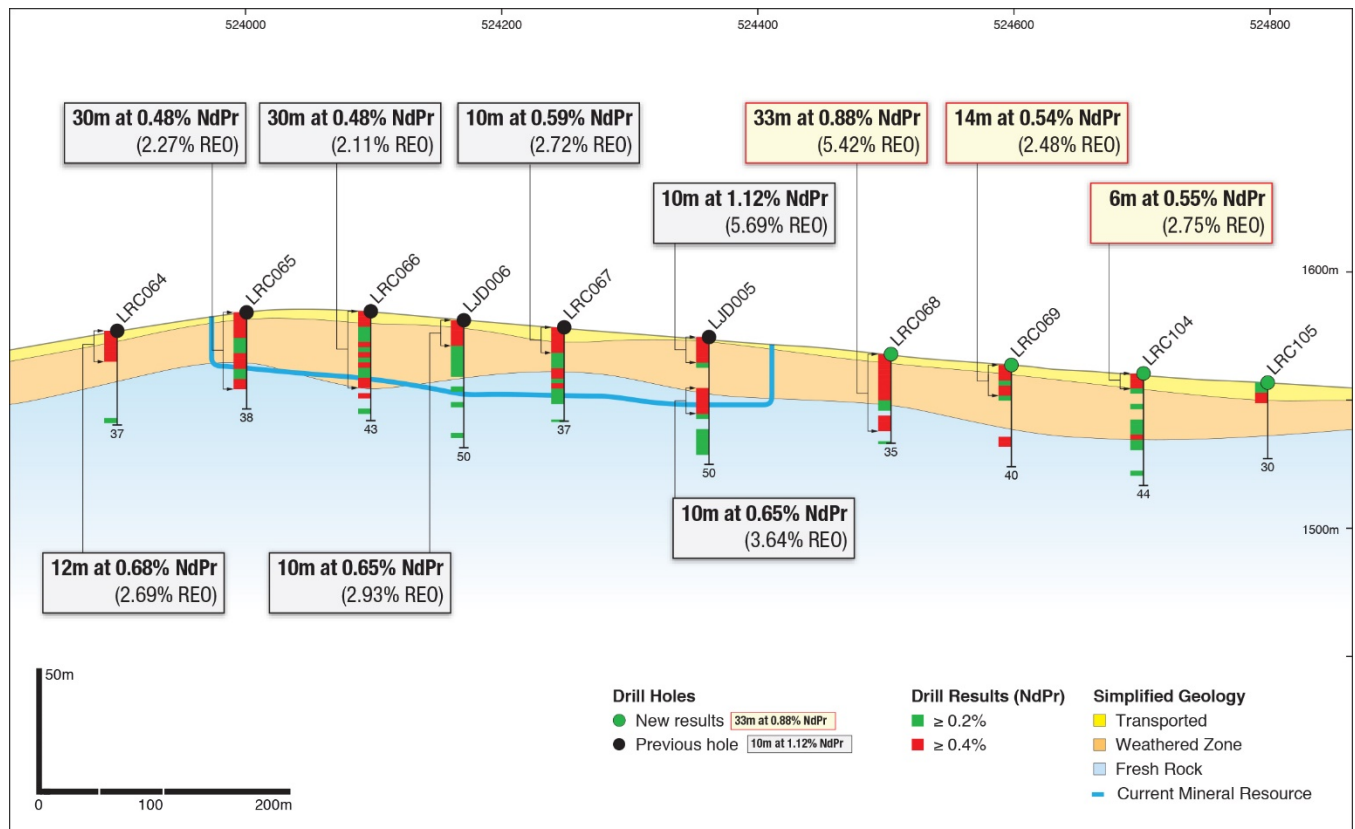 524000
524200
524400
524600
524800
30m at 0.48% NdPr
(2.27% REO)
30m at 0.48% NdPr
(2.11% REO)
10m at 0.59% NdPr
(2.72% REO)
33m at 0.88% NdPr
(5.42% REO)
14m at 0.54% NdPr
(2.48% REO)
10m at 1.12% NdPr
(5.69% REO)
6m at 0.55% NdPr
(2.75% REO)
1600m
LRC064
LRC065
LRC066
LJD006
LRC067
LJD005
LRC068
LRC069
LRC104
LRC105
37
38
43
50
37
50
35
40
44
30
1500m
10m at 0.65% NdPr
(3.64% REO)
12m at 0.68% NdPr
(2.69% REO)
10m at 0.65% NdPr
(2.93% REO)
50m
0
100
200m
Drill Holes
New results
33m at 0.88% NdPr
Previous hole
10m at 1.12% NdPr
Drill Results (NdPr)
≥ 0.2%
≥ 0.4%
Simplified Geology
Transported
Weathered Zone
Fresh Rock
Current Mineral Resource